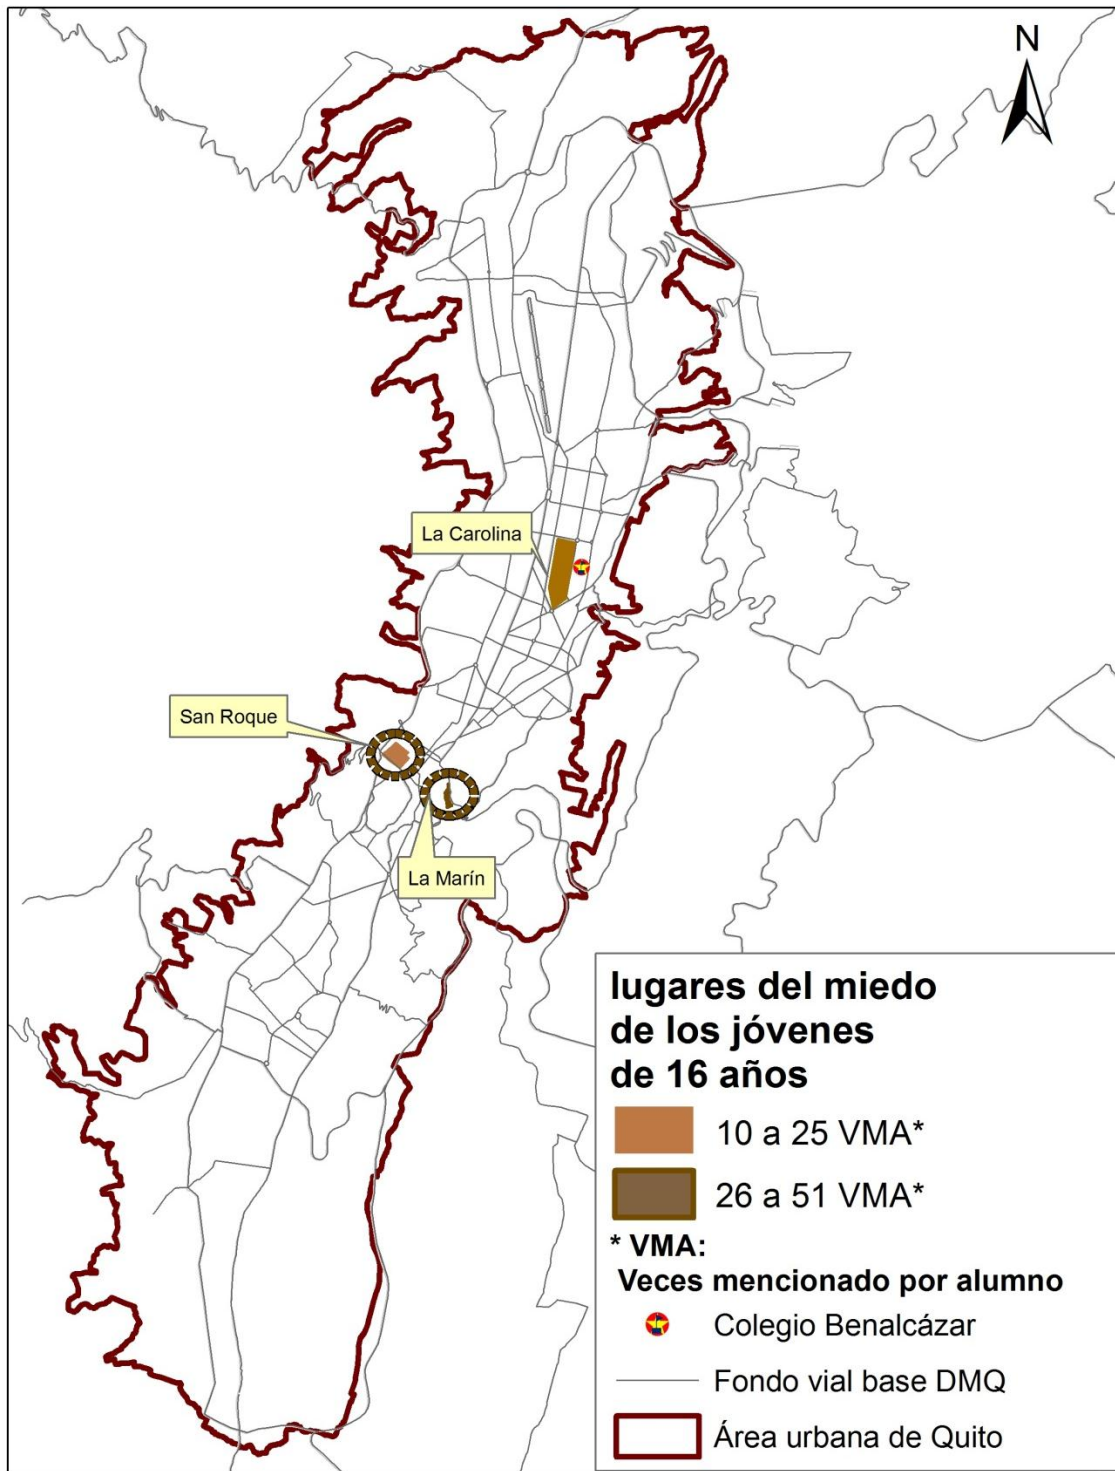 N
La Carolina
San Roque
La Marín
lugares del miedo
de los jóvenes
de 16 años
10 a 25 VMA*
26 a 51 VMA*
* VMA:
Veces mencionado por alumno
Colegio Benalcázar
Fondo vial base DMQ
Área urbana de Quito